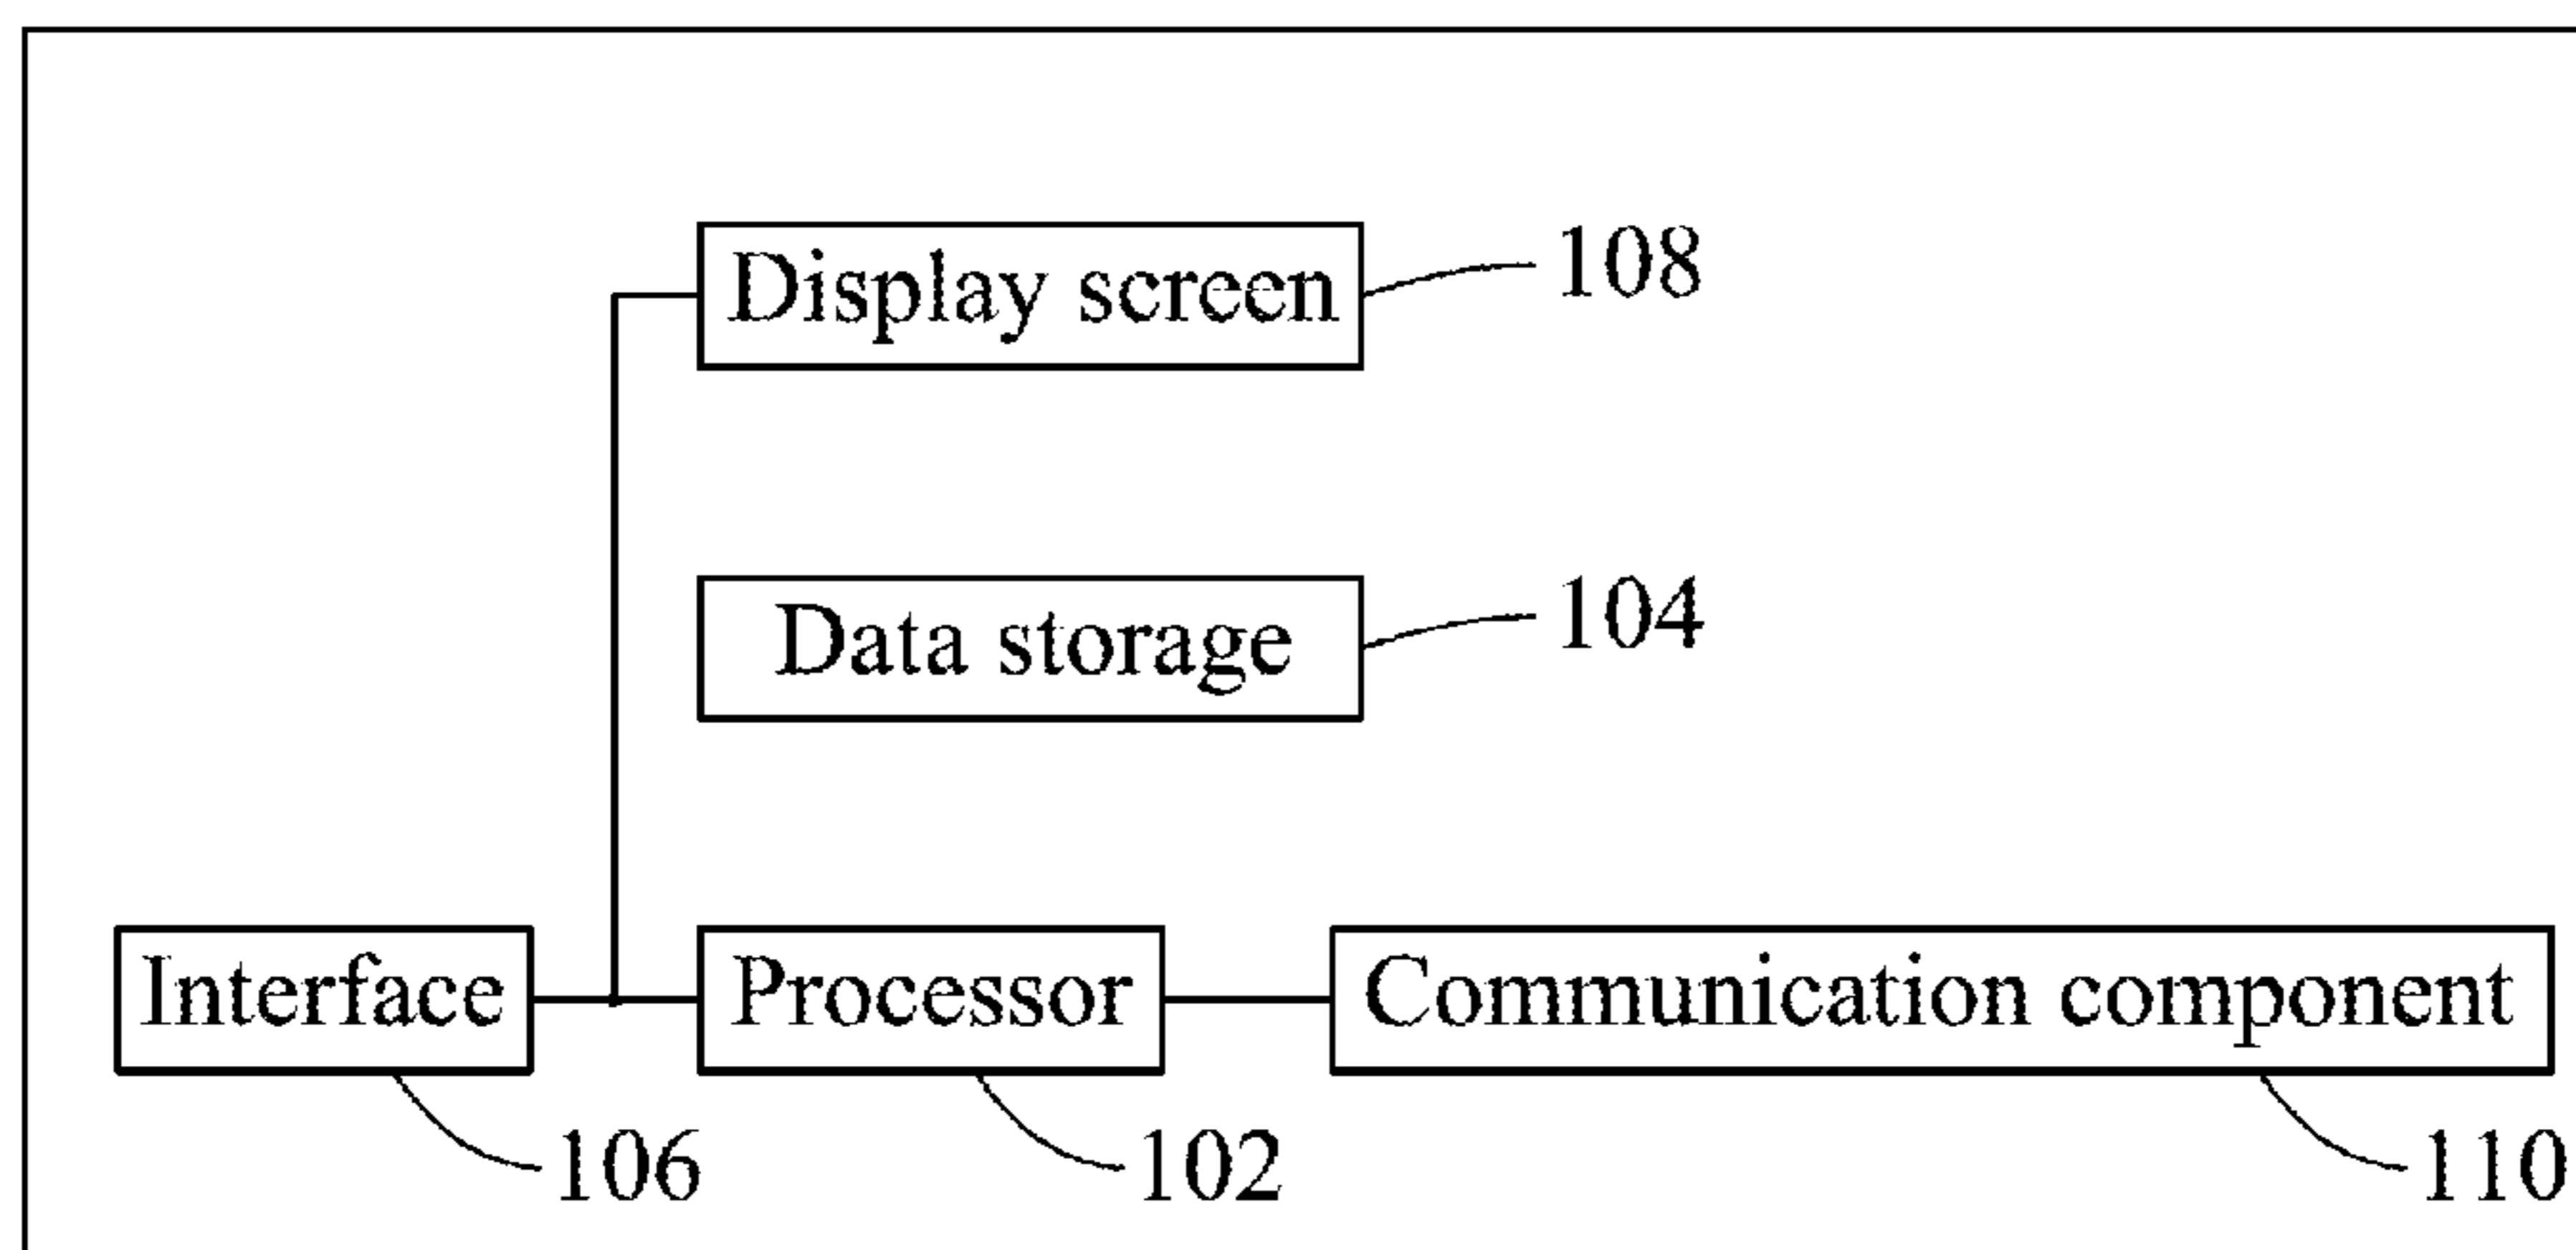 Display screen
108
Data storage
104
Interface
Processor
Communication component
106
102
110